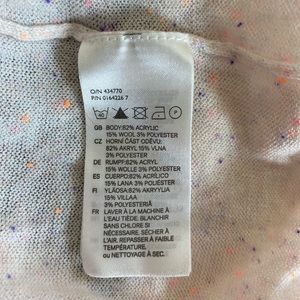 O/N 434770
P/N 0164226 7
GB BODY:82% ACRYLIC
15% WOOL 3% POLYESTER
CZ HORNÍ ČÁST ODĚVU:
82% AKRYL 15% VLNA
3% POLYESTER
DE RUMPF:82% ACRYL
15% WOLLE 3% POLYESTER
ES CUERPO:82% ACRÍLICO
15% LANA 3% POLIÉSTER
FI YLÄOSA:82% AKRYYLIA
15% VILLAA
3% POLYESTERIÄ
FR LAVER À LA MACHINE À
L'EAU TIÈDE: BLANCHIR
SANS CHLORE SI
NÉCESSAIRE. SÉCHER À
L'AIR. REPASSER À FAIBLE
TEMPÉRATURE.
ou NETTOYAGE À SEC.